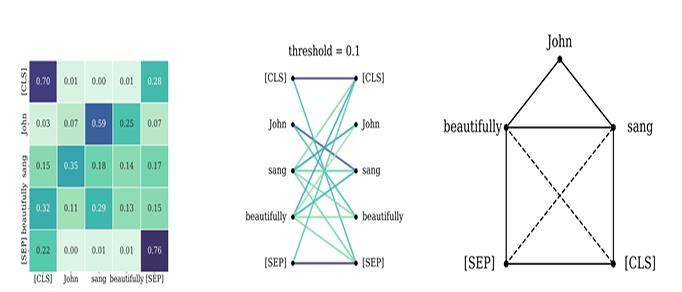 [CLS] 0.70 0.01 0.00 0.01 0.28
John 0.03 0.07 0.59 0.25 0.07
sang 0.15 0.35 0.18 0.14 0.17
beautifully 0.32 0.11 0.29 0.13 0.15
[SEP] 0.22 0.00 0.01 0.01 0.76
[CLS] John sang beautifully [SEP]
threshold = 0.1
[CLS] [CLS]
John John
sang sang
beautifully beautifully
[SEP] [SEP]
John
beautifully sang
[SEP] [CLS]